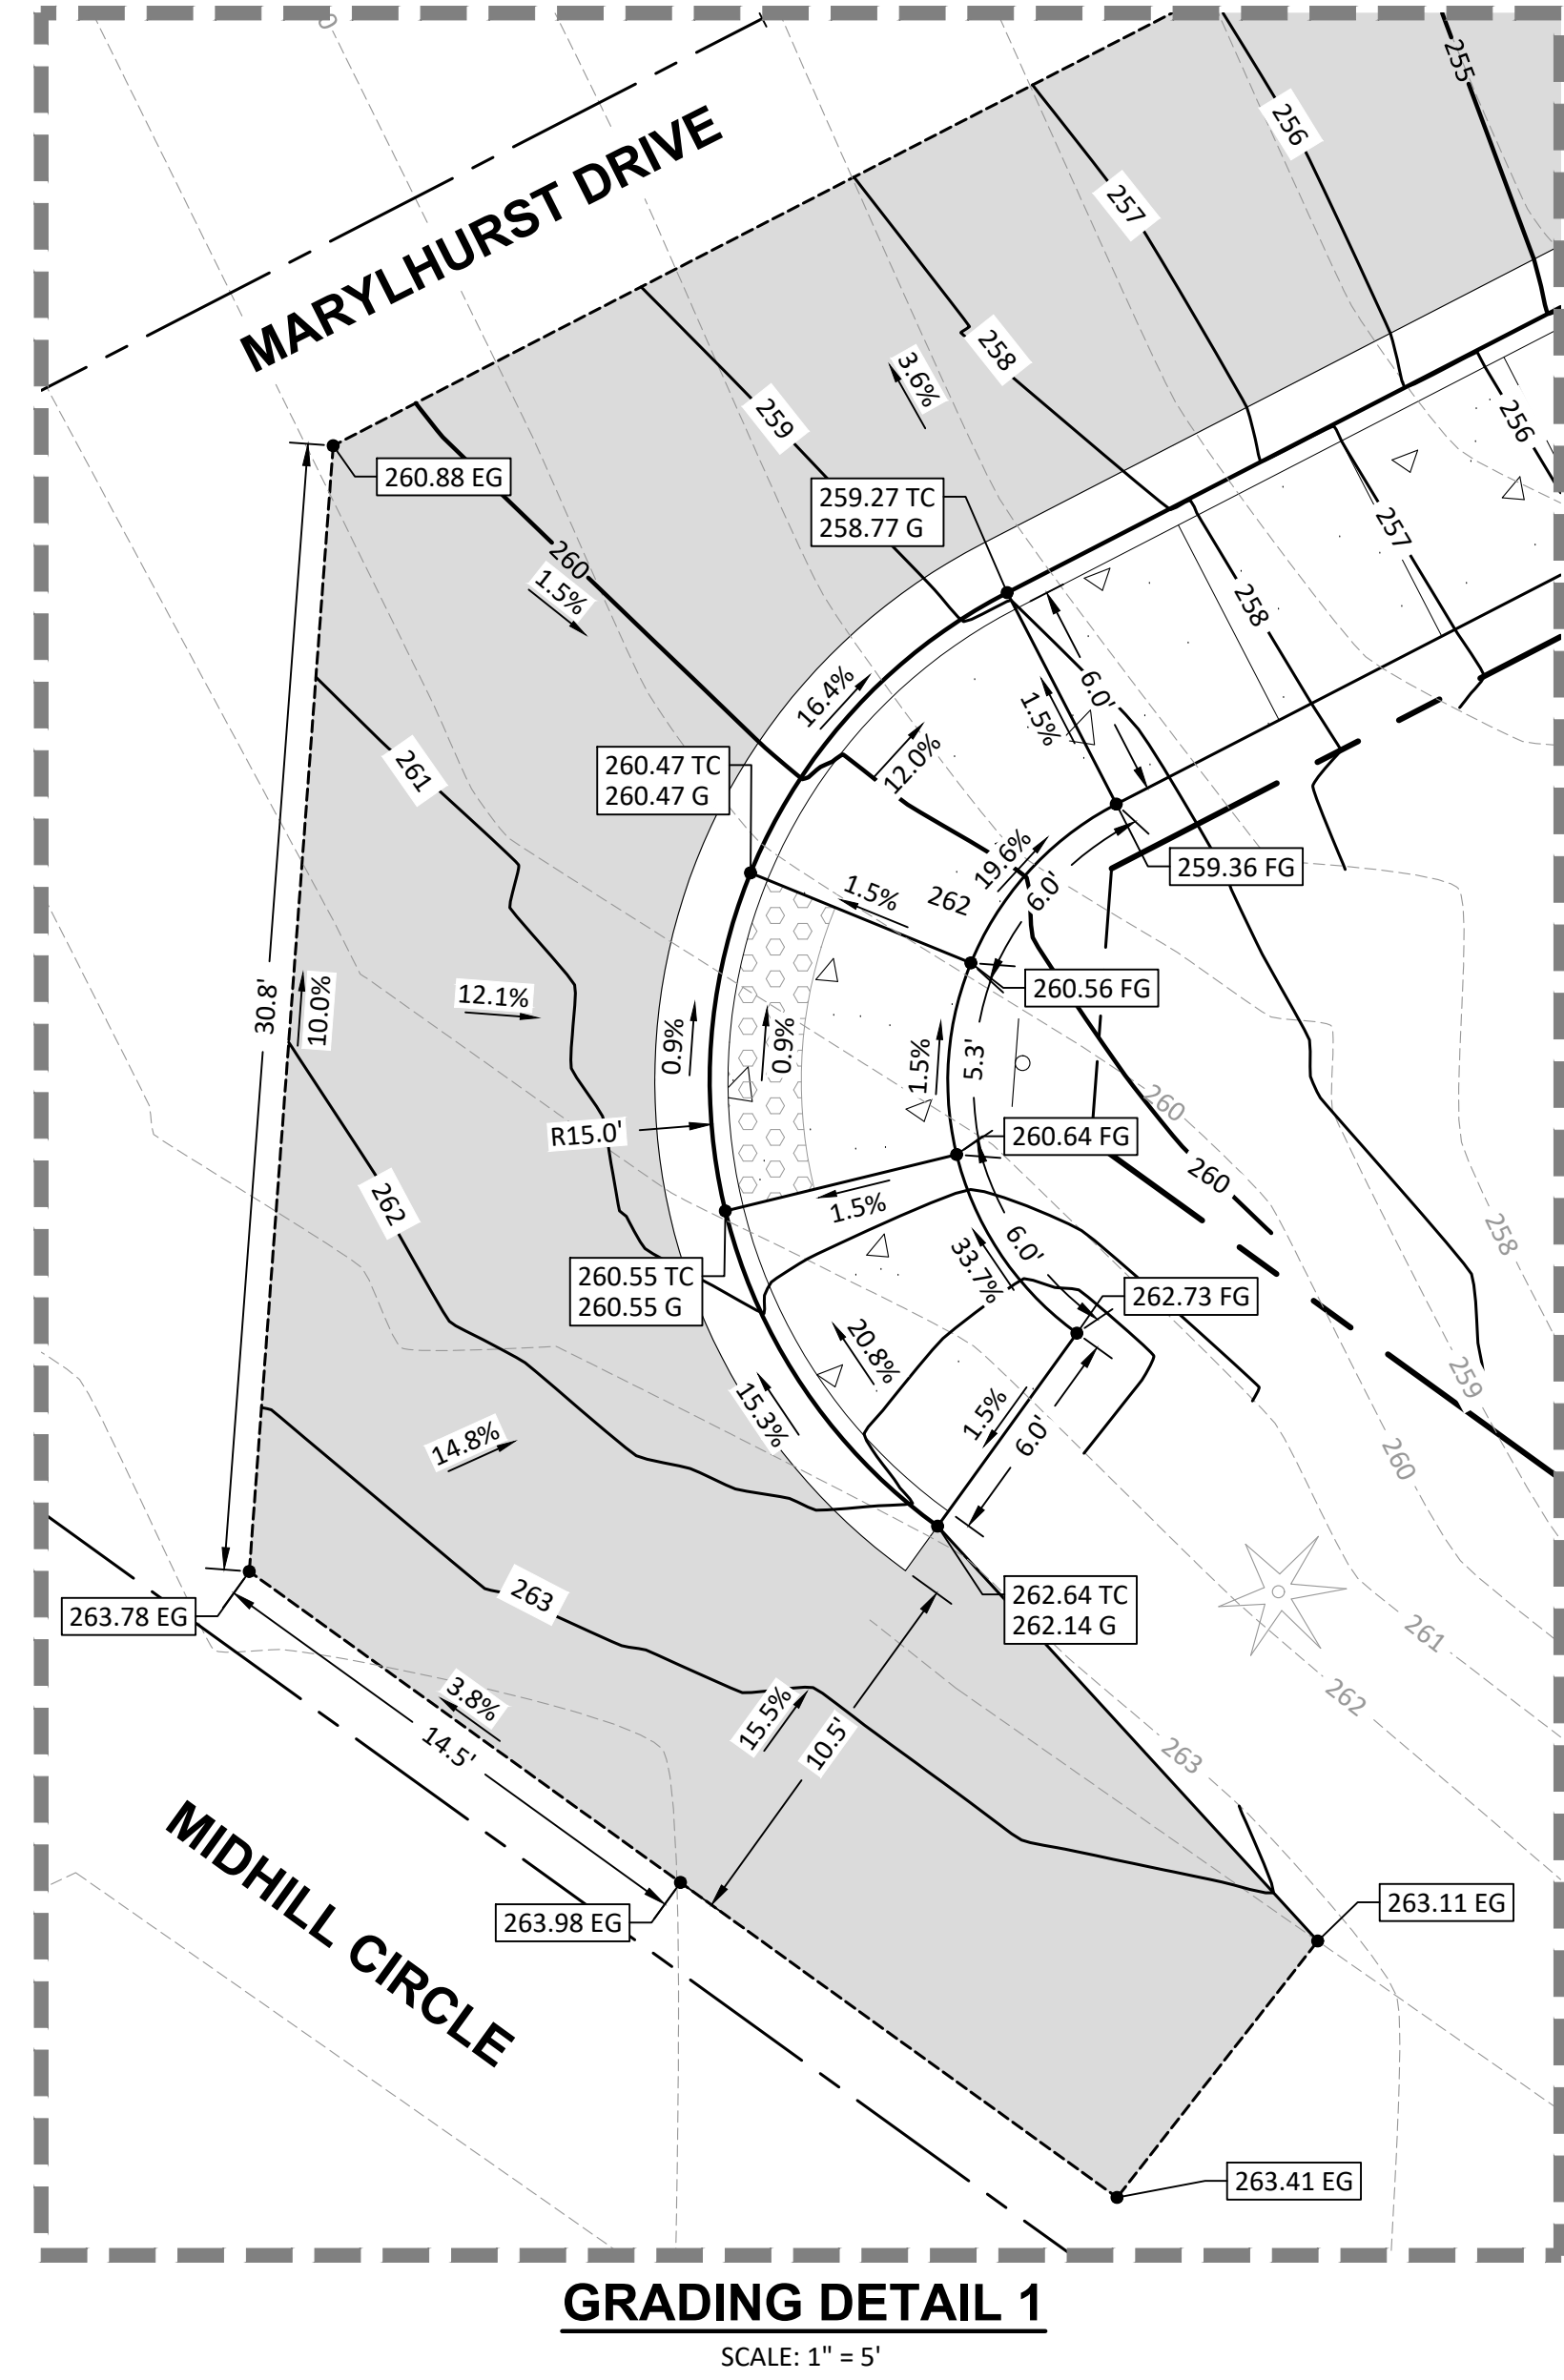 255
256
257
MARYLHURST DRIVE
258
3.6%
259
256
260.88 EG
259.27 TC
258.77 G
257
260
1.5%
258
16.4%
6.0'
1.5%
261
260.47 TC
260.47 G
12.0%
19.6%
259.36 FG
1.5%
262
6.0'
30.8'
10.0%
12.1%
260.56 FG
0.9%
0.9%
1.5%
5.3'
260
R15.0'
260.64 FG
262
1.5%
260
258
260.55 TC
260.55 G
33.7%
6.0'
262.73 FG
20.8%
15.3%
1.5%
6.0'
259
14.8%
260
263
262.64 TC
262.14 G
263.78 EG
261
3.8%
14.5'
15.5%
10.5'
262
263
MIDHILL CIRCLE
263.98 EG
263.11 EG
263.41 EG
GRADING DETAIL 1
SCALE: 1" = 5'